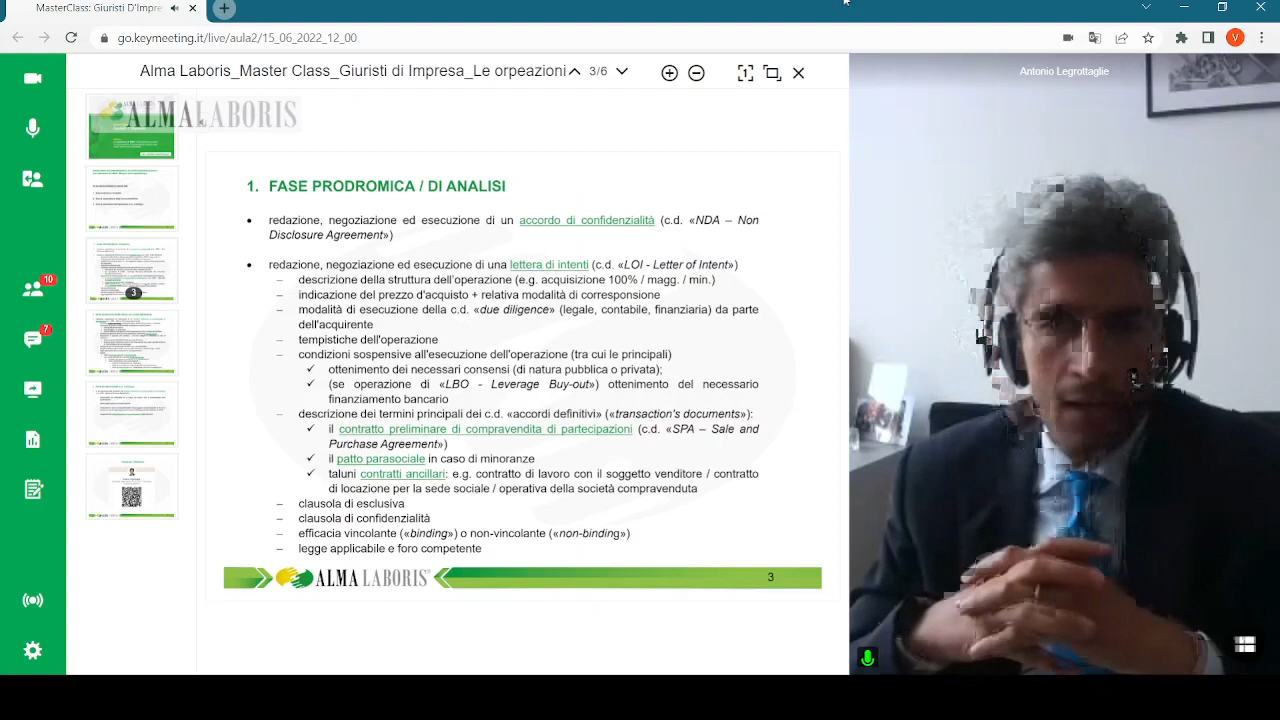 MasterClass: Giuristi D'Impre
go.keymeeting.it/live/aula2/15_06_2022_12_00
V
Alma Laboris_Master Class_Giuristi di Impresa_Le orpeazioni
3/6
Antonio Legrottaglie
ALMALABORIS
1. FASE PRODROMICA / DI ANALISI
• redazione, negoziazione ed esecuzione di un accordo di confidenzialità (c.d. «NDA – Non
Disclosure Agreement»)
• redazione, negoziazione ed esecuzione di una lettera di intenti (c.d. «LOI - Letter of Intent»)
– descrizione della struttura dell'operazione (e.g. acquisizione 100% / magg. / min.)
– indicazione del prezzo d'acquisto + relativa modalità di corresponsione
– modalità di esecuzione della c.d. «due diligence» (legale, contabile, finanziaria) da parte
dell'acquirente
– tempistiche dell'operazione
– condizioni sospensive all'esecuzione dell'operazione (tra cui le principali)
✓ ottenimento dei necessari consensi (di natura pubblica o privata);
✓ (se operazione di «LBO - Leveraged Buy-out») ottenimento del necessario
finanziamento bancario
– definizione dei termini principali dei c.d. «accordi definitivi» («transaction's documents»):
✓ il contratto preliminare di compravendita di partecipazioni (c.d. «SPA – Sale and
Purchase Agreement»)
✓ il patto parasociale in caso di minoranze
✓ taluni contratti ancillari: e.g. contratto di lavoro con il soggetto venditore / contratto
di locazione per la sede sociale / operativa della società compravenduta
– clausola di esclusiva
– clausola di confidenzialità
– efficacia vincolante («binding») o non-vincolante («non-binding»)
– legge applicabile e foro competente
ALMA LABORIS
3
10
3
7